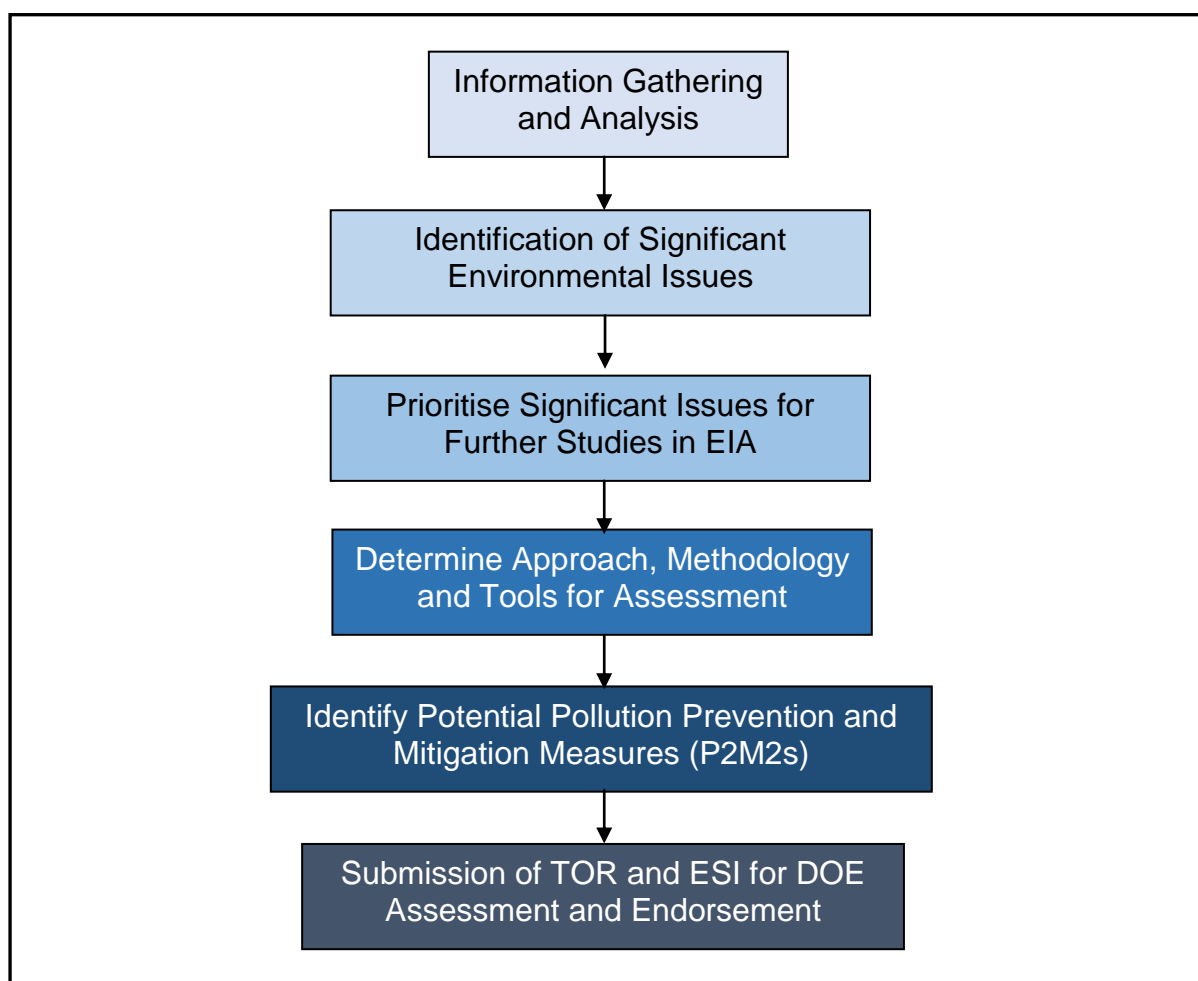 Information Gathering
and Analysis
Identification of Significant
Environmental Issues
Prioritise Significant Issues for
Further Studies in EIA
Determine Approach, Methodology
and Tools for Assessment
Identify Potential Pollution Prevention and
Mitigation Measures (P2M2s)
Submission of TOR and ESI for DOE
Assessment and Endorsement